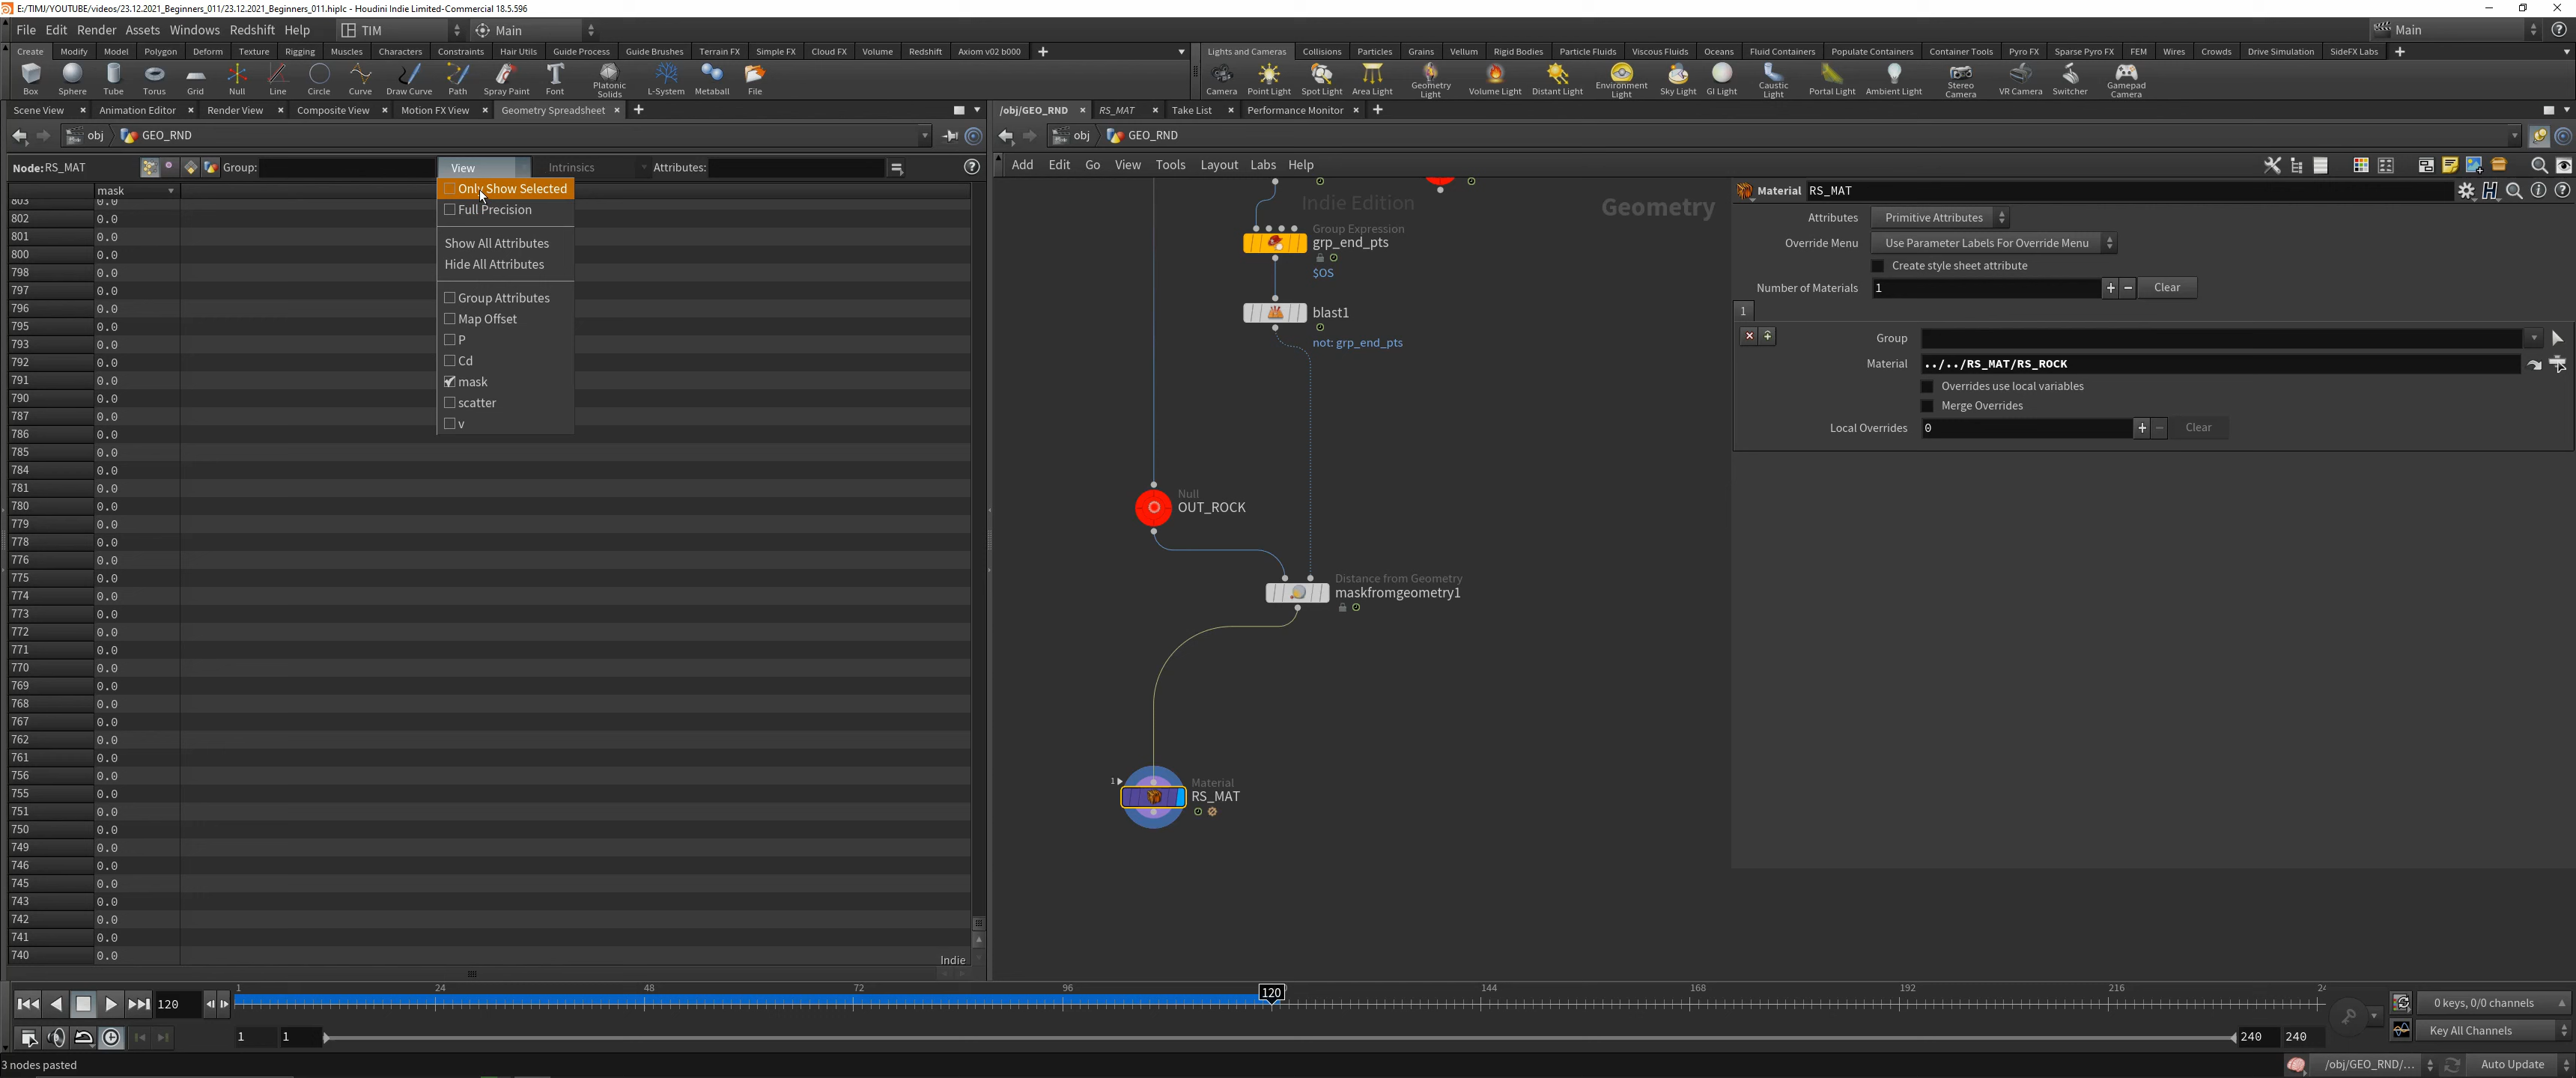 E:/TIMJ/YOUTUBE/videos/23.12.2021_Beginners_011/23.12.2021_Beginners_011.hiplc - Houdini Indie Limited-Commercial 18.5.596
File Edit Render Assets Windows Redshift Help TIM Main Main
Create Modify Model Polygon Deform Texture Rigging Muscles Characters Constraints Hair Utils Guide Process Guide Brushes Terrain FX Simple FX Cloud FX Volume Redshift Axiom v02 b000
Lights and Cameras Collisions Particles Grains Vellum Rigid Bodies Particle Fluids Viscous Fluids Oceans Fluid Containers Populate Containers Container Tools Pyro FX Sparse Pyro FX FEM Wires Crowds Drive Simulation SideFX Labs
Box Sphere Tube Torus Grid Null Line Circle Curve Draw Curve Path Spray Paint Font Platonic Solids L-System Metaball File
Camera Point Light Spot Light Area Light Geometry Light Volume Light Distant Light Environment Light Sky Light GI Light Caustic Light Portal Light Ambient Light Stereo Camera VR Camera Switcher Gamepad Camera
Scene View Animation Editor Render View Composite View Motion FX View Geometry Spreadsheet
/obj/GEO_RND RS_MAT Take List Performance Monitor
obj GEO_RND
obj GEO_RND
Node:RS_MAT Group: View Intrinsics Attributes:
Add Edit Go View Tools Layout Labs Help
mask
803 0.0
802 0.0
801 0.0
800 0.0
798 0.0
797 0.0
796 0.0
795 0.0
793 0.0
792 0.0
791 0.0
790 0.0
787 0.0
786 0.0
785 0.0
784 0.0
781 0.0
780 0.0
779 0.0
778 0.0
776 0.0
775 0.0
774 0.0
773 0.0
772 0.0
771 0.0
770 0.0
769 0.0
768 0.0
767 0.0
762 0.0
761 0.0
756 0.0
755 0.0
751 0.0
750 0.0
749 0.0
746 0.0
745 0.0
743 0.0
742 0.0
741 0.0
740 0.0
Indie
Only Show Selected
Full Precision
Show All Attributes
Hide All Attributes
Group Attributes
Map Offset
P
Cd
mask
scatter
v
Indie Edition
Geometry
Group Expression
grp_end_pts
$OS
blast1
not: grp_end_pts
Null
OUT_ROCK
Distance from Geometry
maskfromgeometry1
1
Material
RS_MAT
Material RS_MAT
Attributes Primitive Attributes
Override Menu Use Parameter Labels For Override Menu
Create style sheet attribute
Number of Materials 1 Clear
1
Group
Material ../../RS_MAT/RS_ROCK
Overrides use local variables
Merge Overrides
Local Overrides 0 Clear
1 24 48 72 96 144 168 192 216 24
120 120
0 keys, 0/0 channels
1 1 240 240
Key All Channels
3 nodes pasted
/obj/GEO_RND/... Auto Update